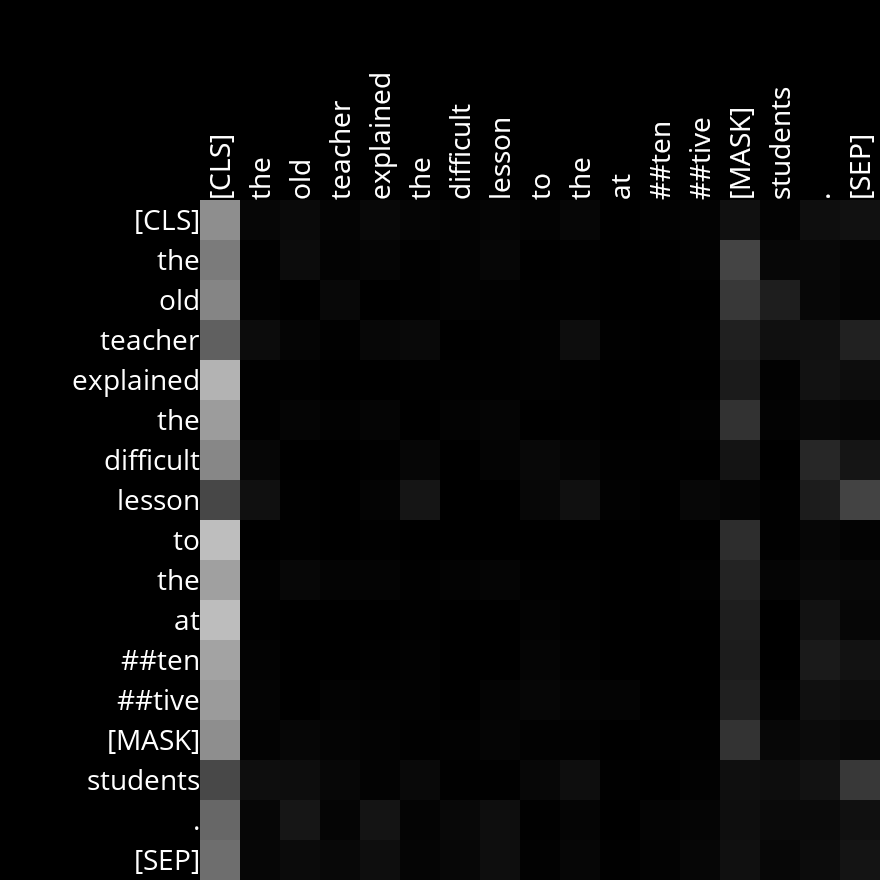 [CLS] the old teacher explained the difficult lesson to the at ##ten ##tive [MASK] students . [SEP]
[CLS]
the
old
teacher
explained
the
difficult
lesson
to
the
at
##ten
##tive
[MASK]
students
.
[SEP]